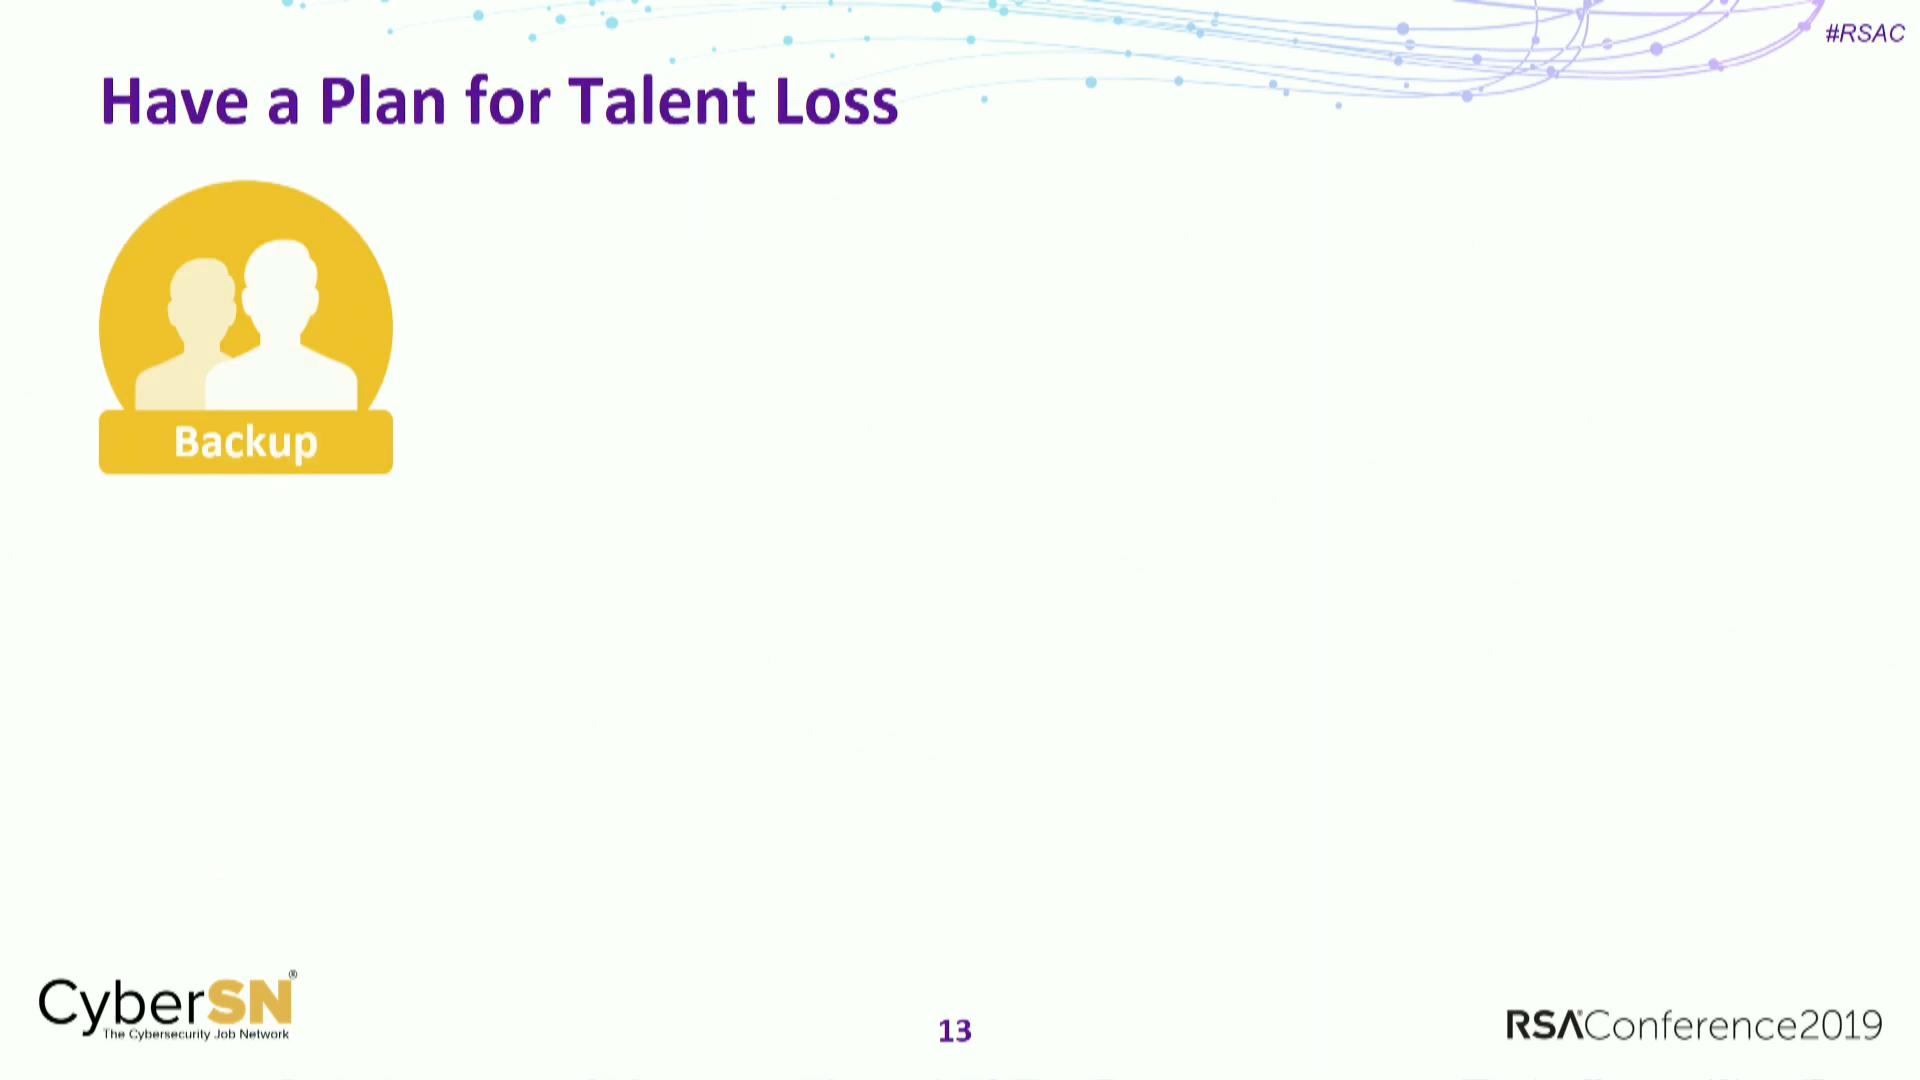 #RSAC
Have a Plan for Talent Loss
Backup
CyberSN®
The Cybersecurity Job Network
13
RSAConference2019